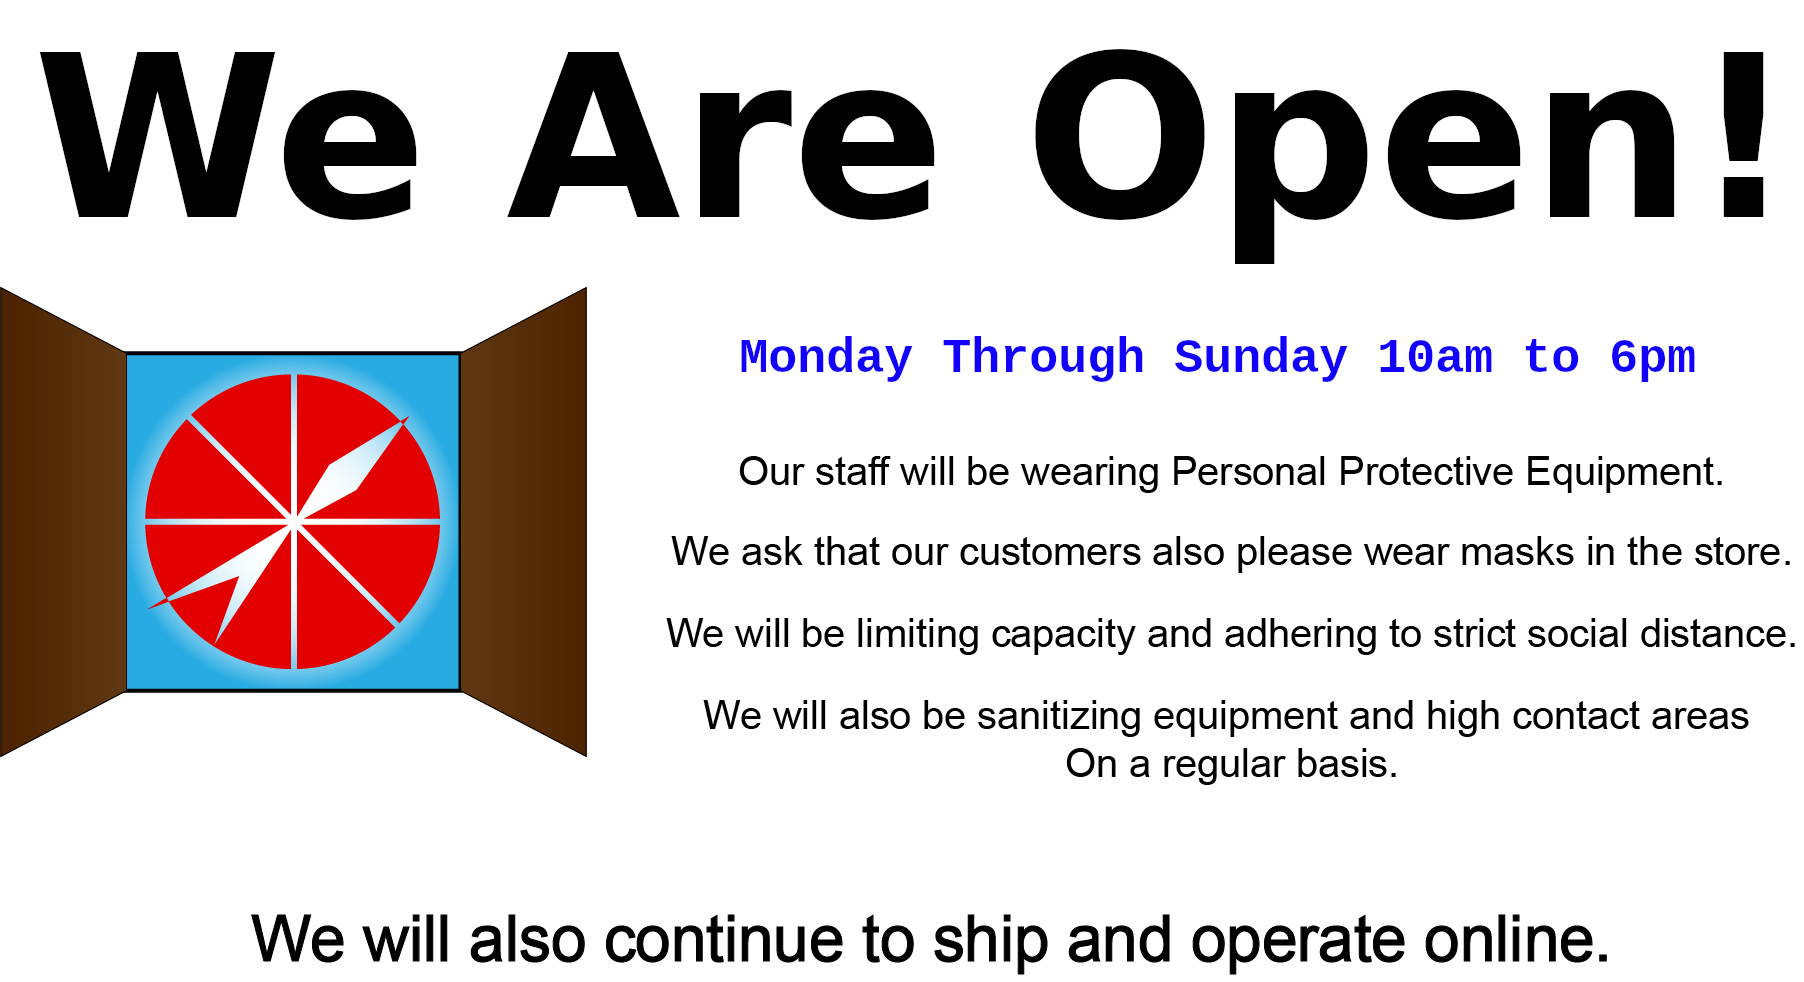 We Are Open!
Monday Through Sunday 10am to 6pm
Our staff will be wearing Personal Protective Equipment.
We ask that our customers also please wear masks in the store.
We will be limiting capacity and adhering to strict social distance.
We will also be sanitizing equipment and high contact areas
On a regular basis.
We will also continue to ship and operate online.